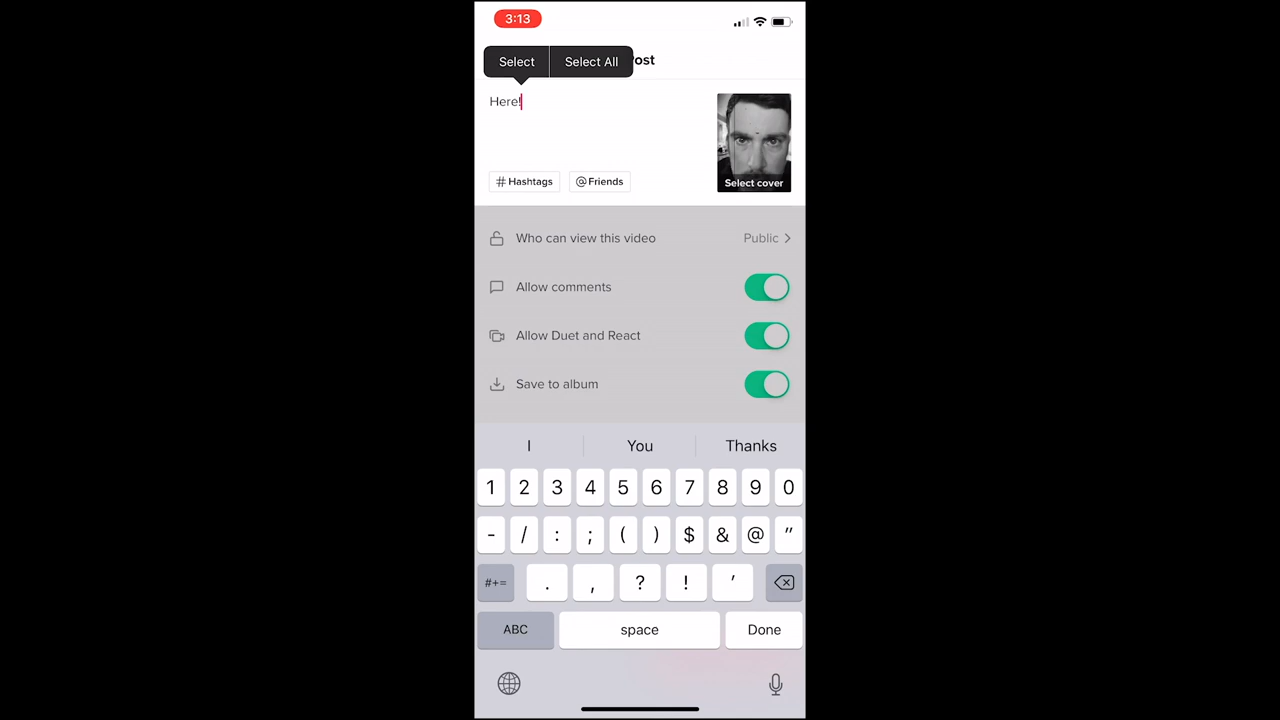 3:13
Select Select All ost
Here!
Select cover
# Hashtags @ Friends
Who can view this video Public >
Allow comments
Allow Duet and React
Save to album
I You Thanks
1 2 3 4 5 6 7 8 9 0
- / : ; ( ) $ & @ "
#+= . , ? ! '
ABC space Done